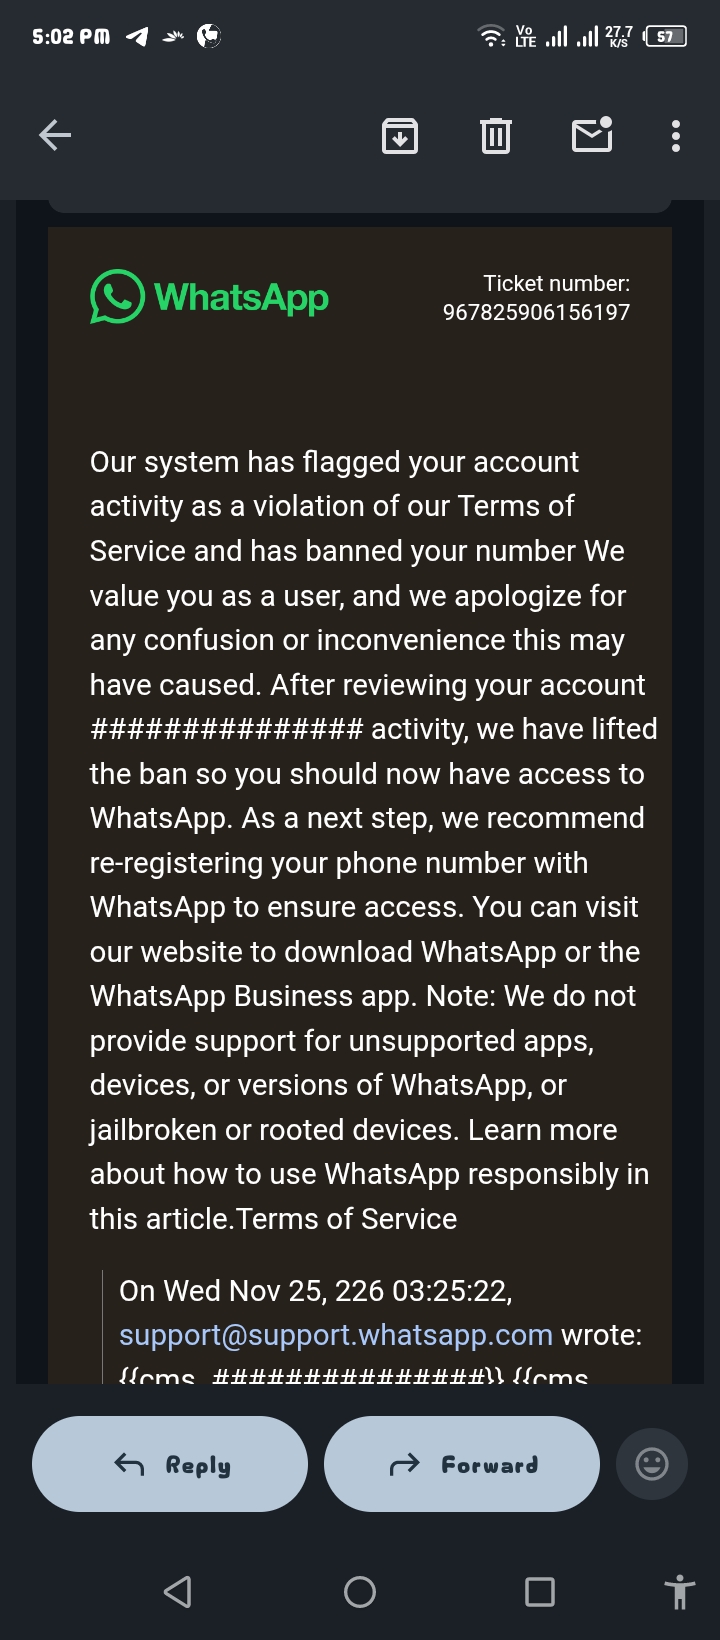 5:02 PM
Vo LTE
27.7 K/S
57
WhatsApp
Ticket number:
967825906156197
Our system has flagged your account
activity as a violation of our Terms of
Service and has banned your number We
value you as a user, and we apologize for
any confusion or inconvenience this may
have caused. After reviewing your account
############### activity, we have lifted
the ban so you should now have access to
WhatsApp. As a next step, we recommend
re-registering your phone number with
WhatsApp to ensure access. You can visit
our website to download WhatsApp or the
WhatsApp Business app. Note: We do not
provide support for unsupported apps,
devices, or versions of WhatsApp, or
jailbroken or rooted devices. Learn more
about how to use WhatsApp responsibly in
this article.Terms of Service
On Wed Nov 25, 226 03:25:22,
support@support.whatsapp.com wrote:
{{cms ###############}} {{cms
Reply
Forward